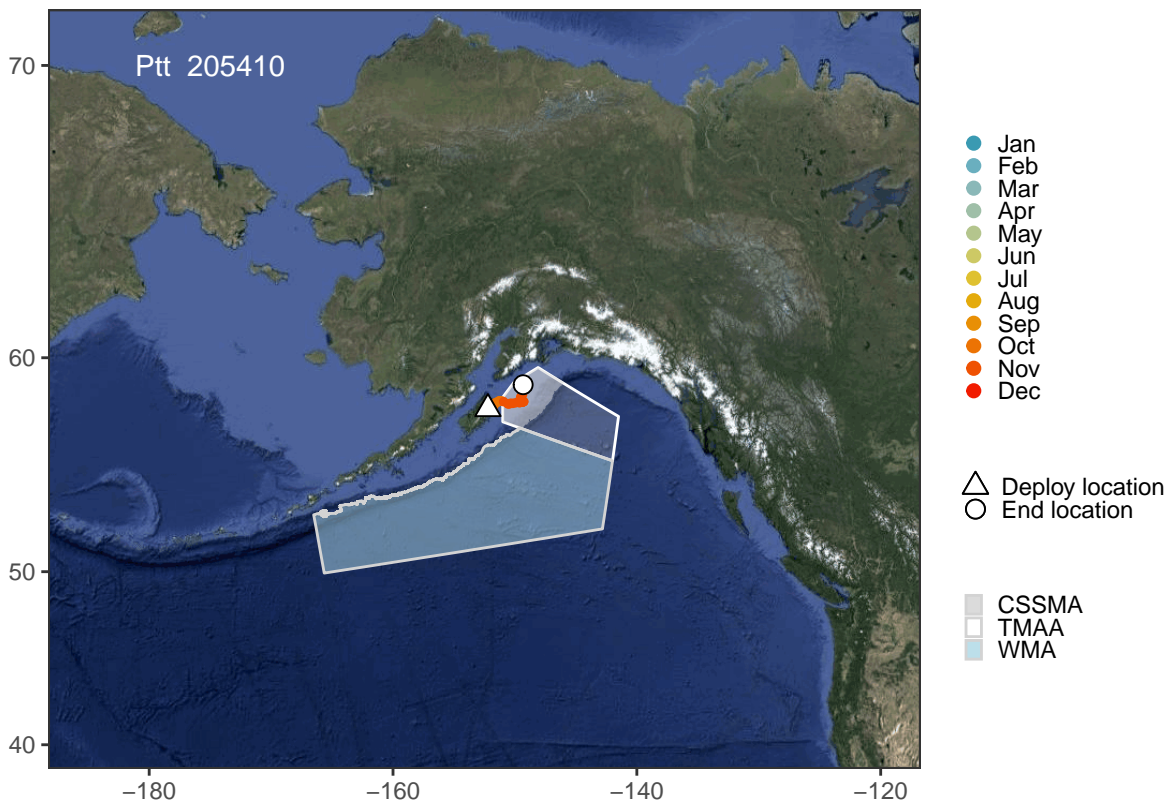 Ptt 205410
70
60
50
40
−180
−160
−140
−120
Jan
Feb
Mar
Apr
May
Jun
Jul
Aug
Sep
Oct
Nov
Dec
Deploy location
End location
CSSMA
TMAA
WMA